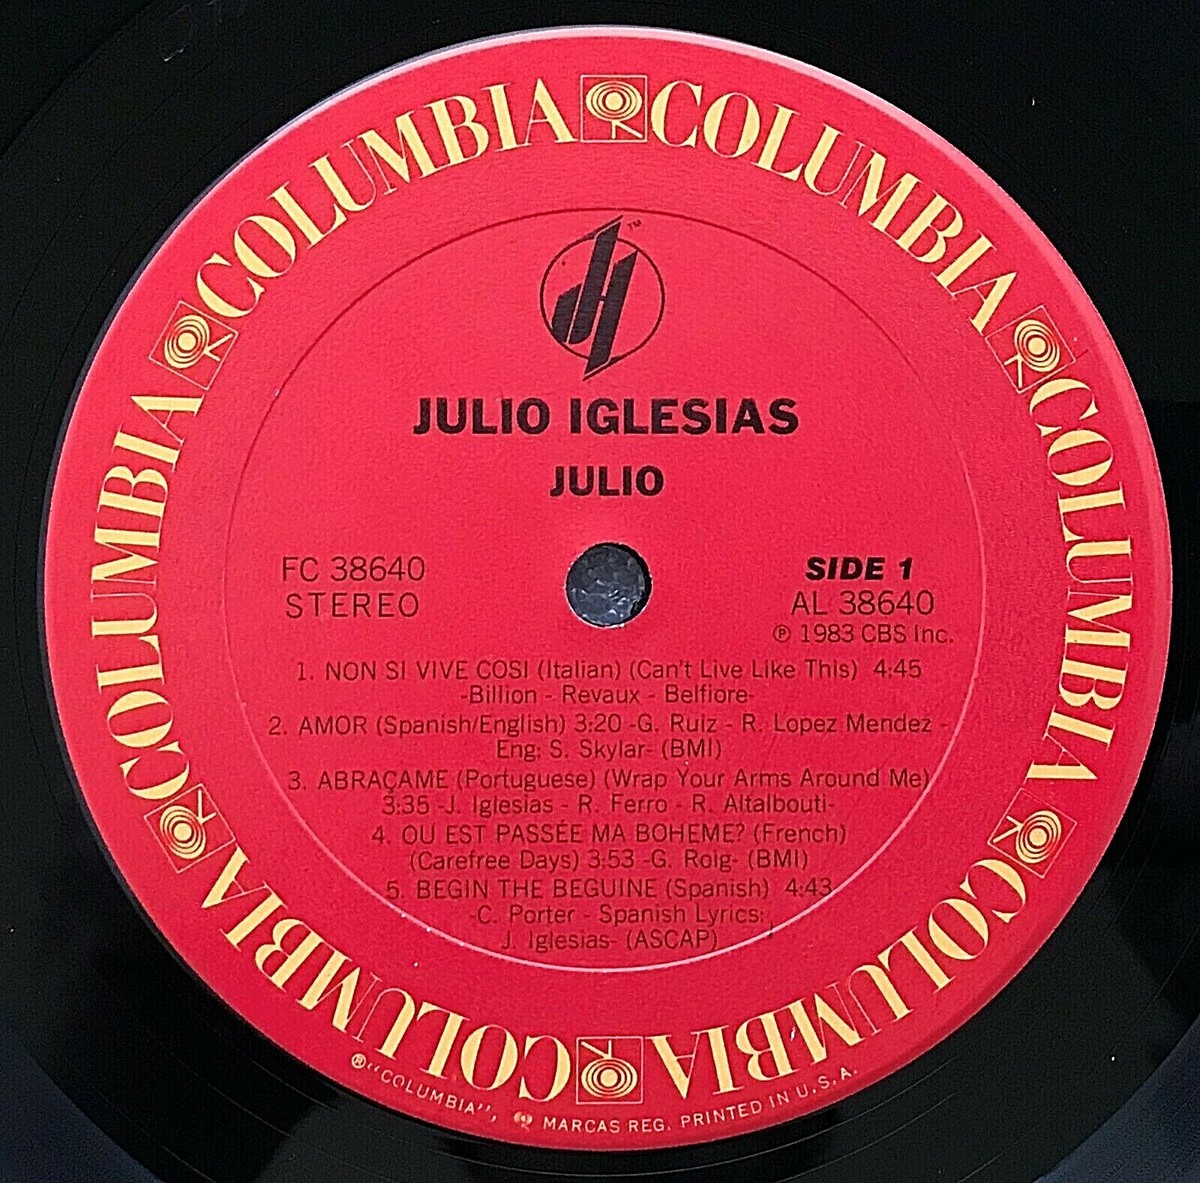 COLUMBIA COLUMBIA COLUMBIA COLUMBIA COLUMBIA COLUMBIA
™
JULIO IGLESIAS
JULIO
FC 38640
STEREO
SIDE 1
AL 38640
℗ 1983 CBS Inc.
1. NON SI VIVE COSI (Italian) (Can't Live Like This) 4:45
-Billion - Revaux - Belfiore-
2. AMOR (Spanish/English) 3:20 -G. Ruiz - R. Lopez Mendez -
Eng: S. Skylar- (BMI)
3. ABRAÇAME (Portuguese) (Wrap Your Arms Around Me)
3:35 -J. Iglesias - R. Ferro - R. Altalbouti-
4. OU EST PASSÉE MA BOHEME? (French)
(Carefree Days) 3:53 -G. Roig- (BMI)
5. BEGIN THE BEGUINE (Spanish) 4:43
-C. Porter - Spanish Lyrics:
J. Iglesias- (ASCAP)
®"COLUMBIA", MARCAS REG. PRINTED IN U.S.A.